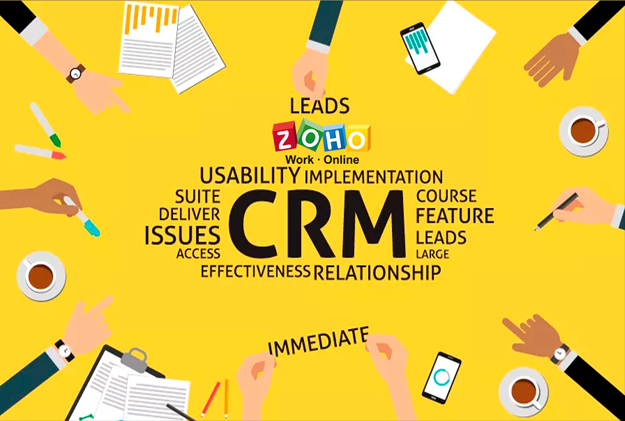 LEADS
ZOHO
Work · Online
USABILITY IMPLEMENTATION
SUITE
DELIVER
ISSUES
ACCESS
CRM
COURSE
FEATURE
LEADS
LARGE
EFFECTIVENESS RELATIONSHIP
IMMEDIATE